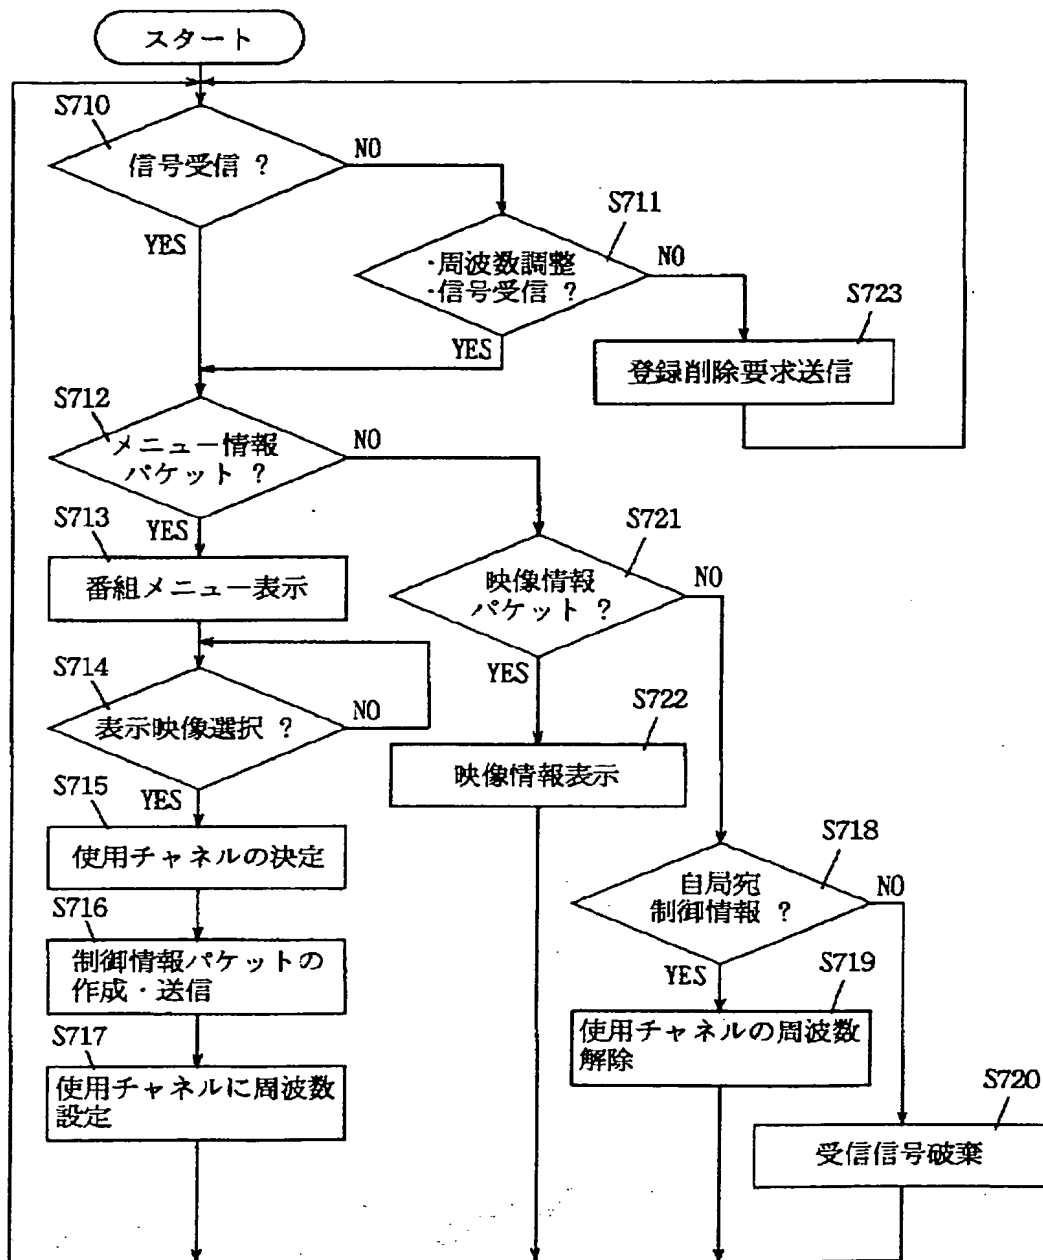 スタート
S710
信号受信 ?
NO
YES
S711
・周波数調整
・信号受信 ?
NO
YES
S723
登録削除要求送信
S712
メニュー情報
パケット ?
NO
YES
S713
番組メニュー表示
S714
表示映像選択 ?
NO
YES
S715
使用チャネルの決定
S716
制御情報パケットの
作成・送信
S717
使用チャネルに周波数
設定
S721
映像情報
パケット ?
NO
YES
S722
映像情報表示
S718
自局宛
制御情報 ?
NO
YES
S719
使用チャネルの周波数
解除
S720
受信信号破棄